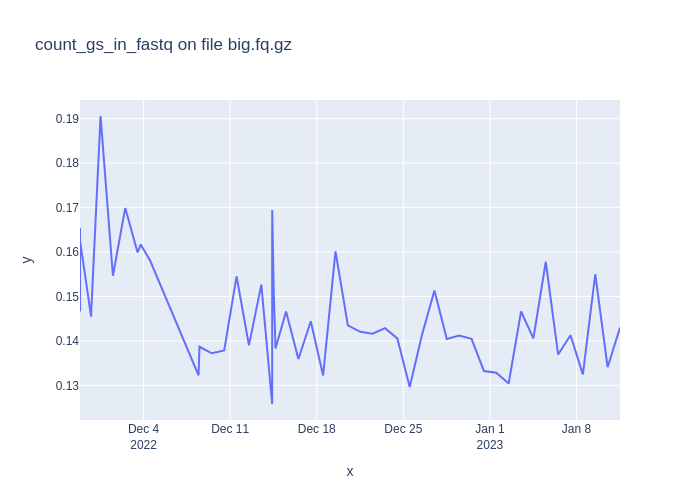 count_gs_in_fastq on file big.fq.gz
0.19
0.18
0.17
0.16
0.15
0.14
0.13
y
Dec 4
2022
Dec 11
Dec 18
Dec 25
Jan 1
2023
Jan 8
x